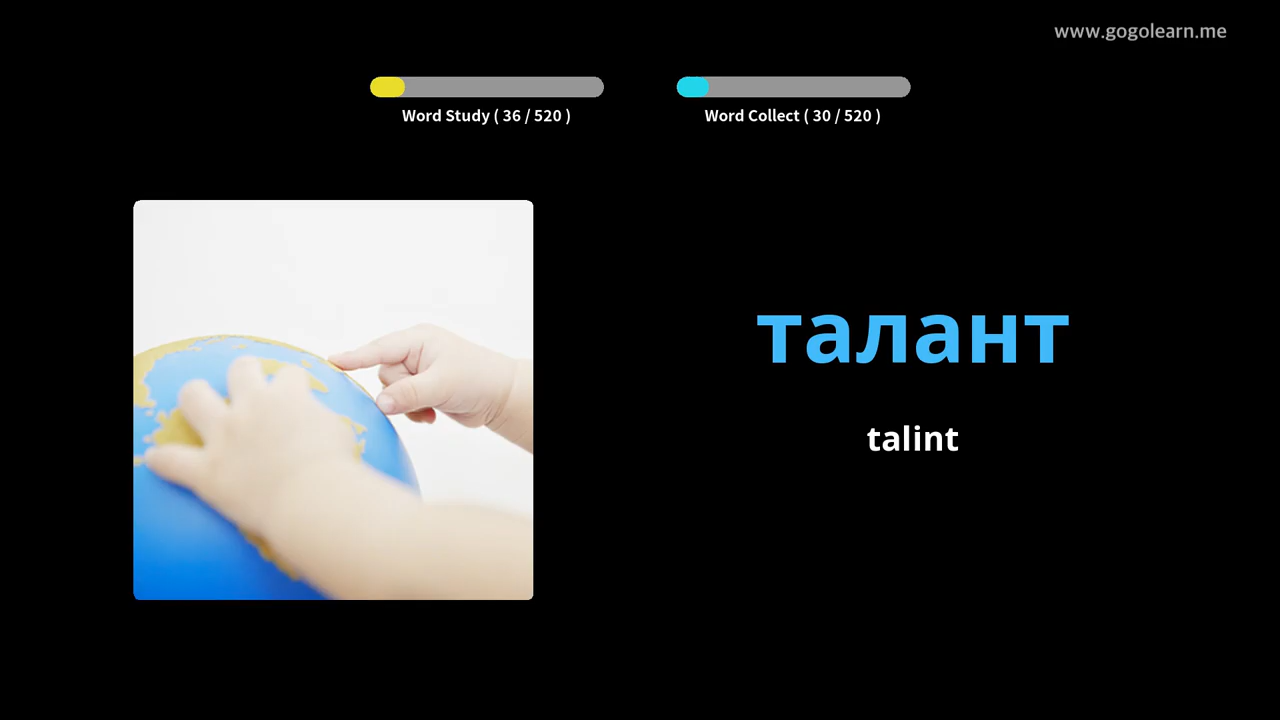 www.gogolearn.me
Word Study ( 36 / 520 )
Word Collect ( 30 / 520 )
талант
talint